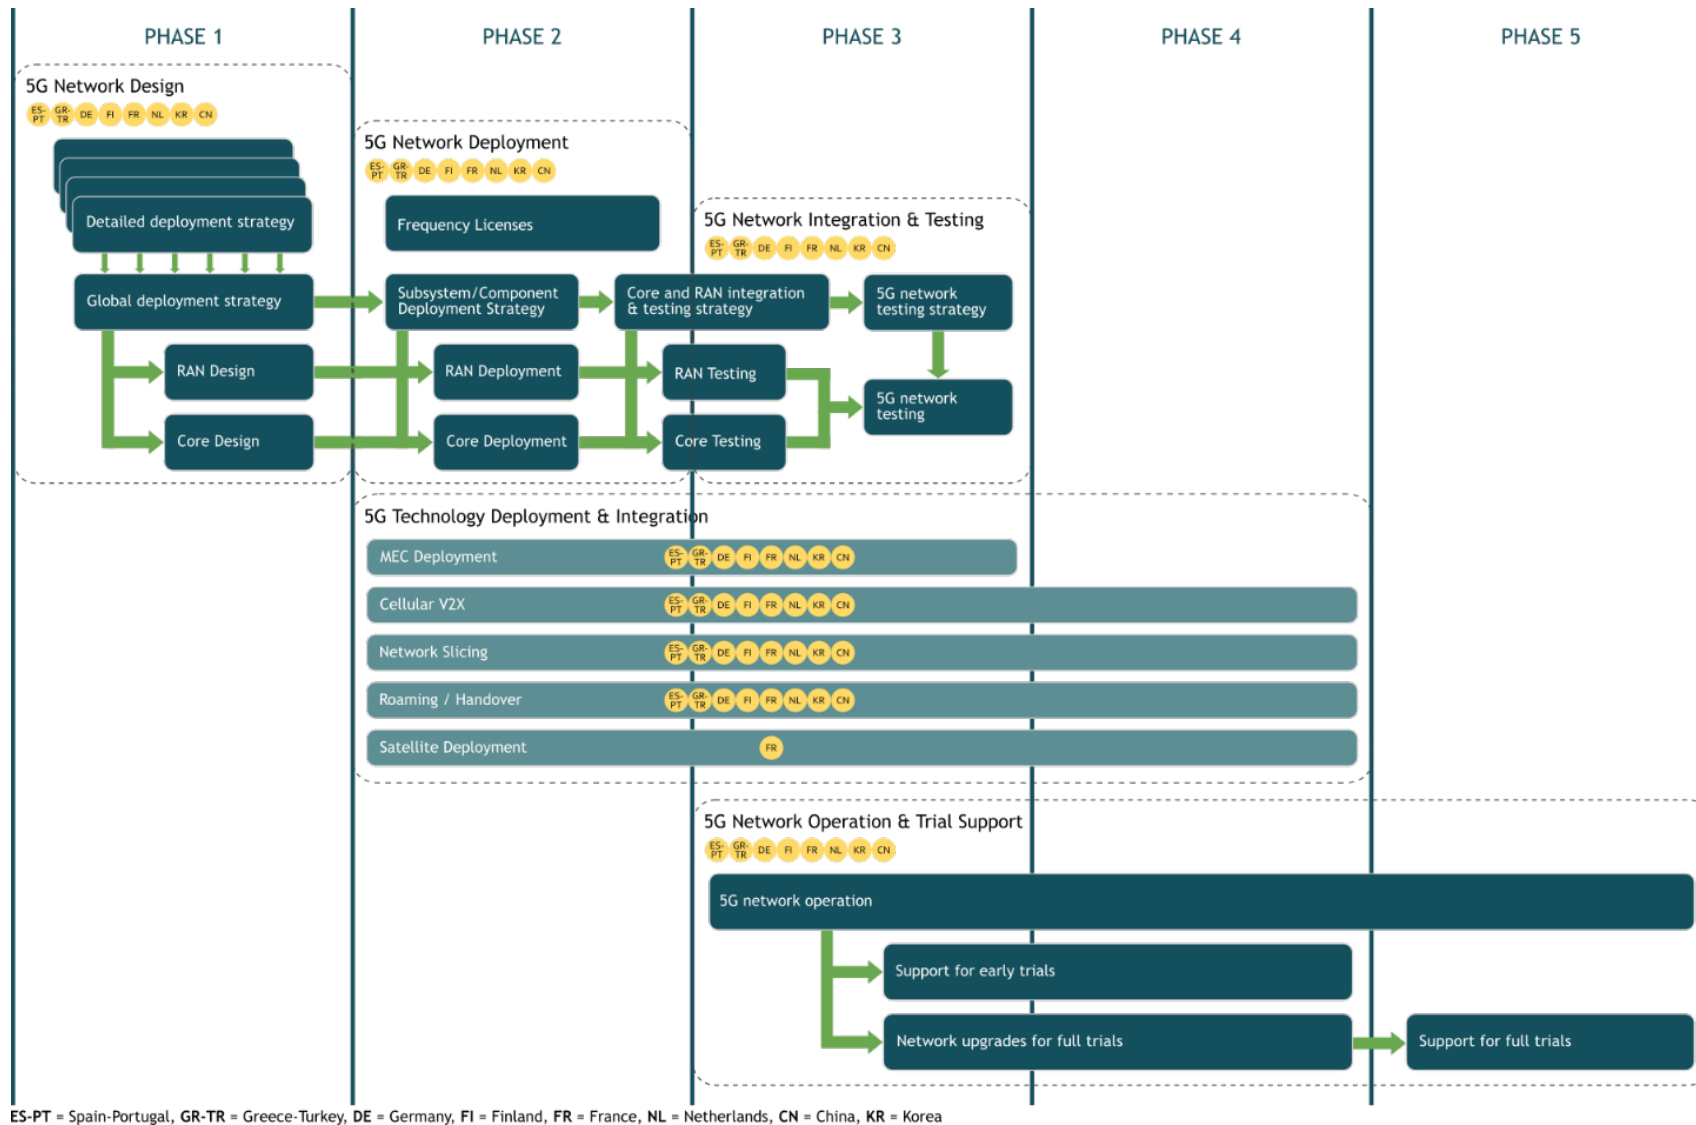 PHASE 1
PHASE 2
PHASE 3
PHASE 4
PHASE 5
5G Network Design
ES-PT GR-TR DE FI FR NL KR CN
Detailed deployment strategy
Global deployment strategy
RAN Design
Core Design
5G Network Deployment
ES-PT GR-TR DE FI FR NL KR CN
Frequency Licenses
Subsystem/Component
Deployment Strategy
RAN Deployment
Core Deployment
5G Network Integration & Testing
ES-PT GR-TR DE FI FR NL KR CN
Core and RAN integration
& testing strategy
RAN Testing
Core Testing
5G network
testing strategy
5G network
testing
5G Technology Deployment & Integration
MEC Deployment ES-PT GR-TR DE FI FR NL KR CN
Cellular V2X ES-PT GR-TR DE FI FR NL KR CN
Network Slicing ES-PT GR-TR DE FI FR NL KR CN
Roaming / Handover ES-PT GR-TR DE FI FR NL KR CN
Satellite Deployment FR
5G Network Operation & Trial Support
ES-PT GR-TR DE FI FR NL KR CN
5G network operation
Support for early trials
Network upgrades for full trials
Support for full trials
ES-PT = Spain-Portugal, GR-TR = Greece-Turkey, DE = Germany, FI = Finland, FR = France, NL = Netherlands, CN = China, KR = Korea